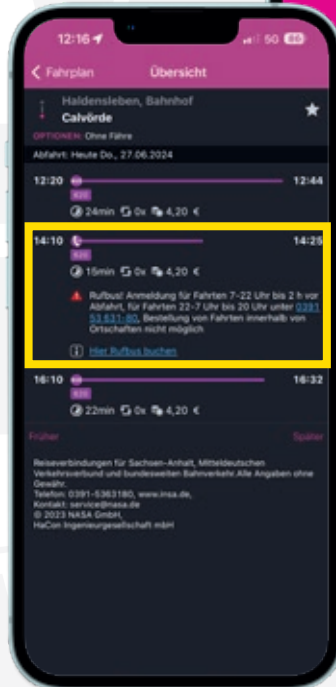 12:16 5G 86
Fahrplan Übersicht
Haldensleben, Bahnhof
Calvörde
OPTIONEN: Ohne Fähre
Abfahrt: Heute Do., 27.06.2024
12:20 12:44
620
24min 0x 4,20 €
14:10 14:25
620
15min 0x 4,20 €
Rufbus! Anmeldung für Fahrten 7-22 Uhr bis 2 h vor
Abfahrt, für Fahrten 22-7 Uhr bis 20 Uhr unter 0391
53 631-80, Bestellung von Fahrten innerhalb von
Ortschaften nicht möglich
Hier Rufbus buchen
16:10 16:32
620
22min 0x 4,20 €
Früher Später
Reiseverbindungen für Sachsen-Anhalt, Mitteldeutschen
Verkehrsverbund und bundesweiten Bahnverkehr.Alle Angaben ohne
Gewähr.
Telefon: 0391-5363180, www.insa.de,
Kontakt: service@nasa.de
© 2023 NASA GmbH,
HaCon Ingenieurgesellschaft mbH